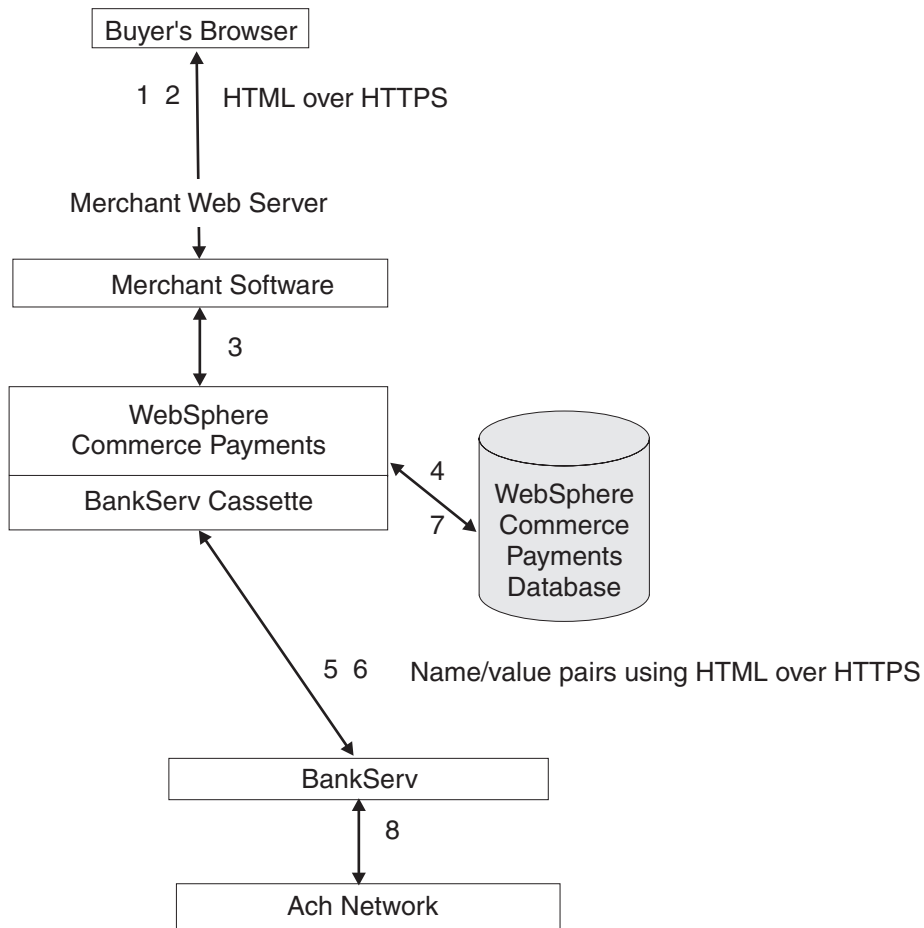 Buyer's Browser
1 2 HTML over HTTPS
Merchant Web Server
Merchant Software
3
WebSphere
Commerce Payments
BankServ Cassette
4
7
WebSphere
Commerce
Payments
Database
5 6 Name/value pairs using HTML over HTTPS
BankServ
8
Ach Network